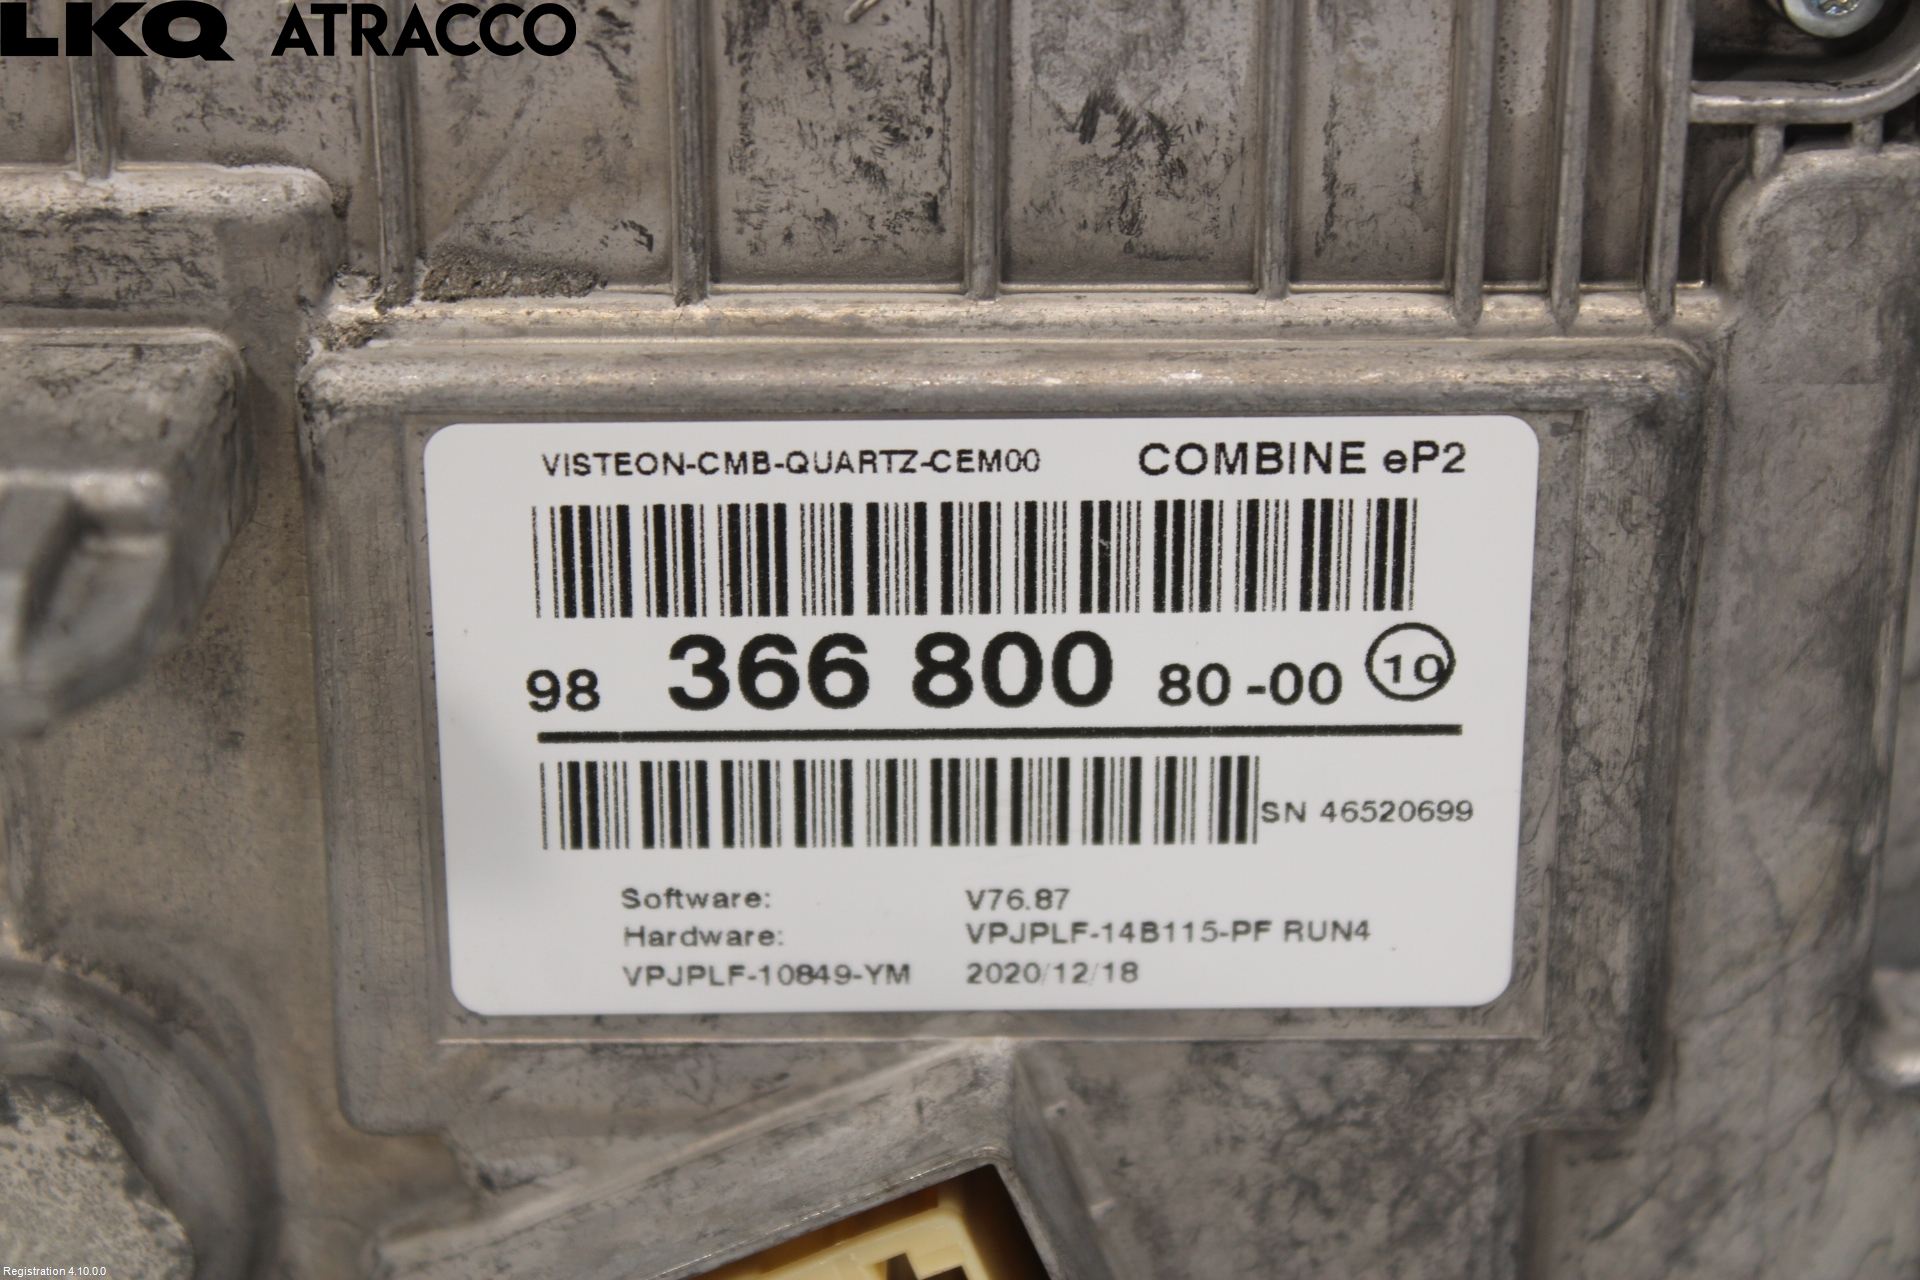 LKQ ATRACCO
VISTEON-CMB-QUARTZ-CEM00 COMBINE eP2
98 366 800 80-00 10
SN 46520699
Software: V76.87
Hardware: VPJPLF-14B115-PF RUN4
VPJPLF-10849-YM 2020/12/18
Registration 4.10.0.0